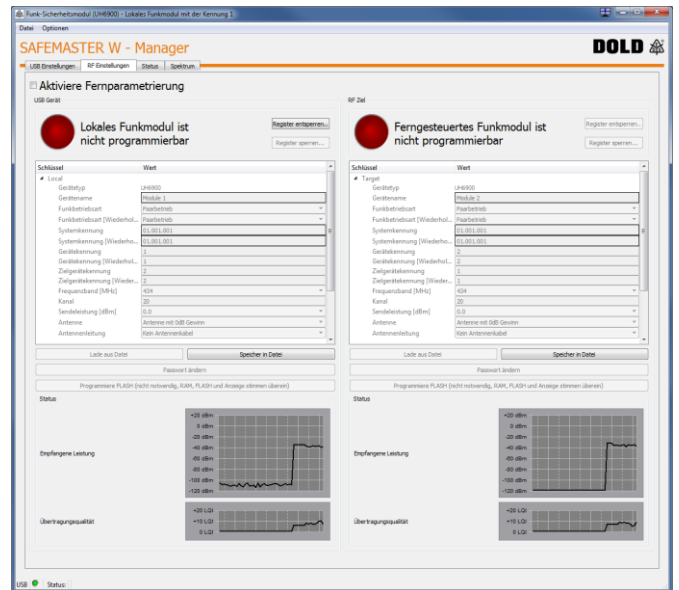 Funk-Sicherheitsmodul (UH6900) - Lokales Funkmodul mit der Kennung 1
Datei Optionen
SAFEMASTER W - Manager
DOLD
USB Einstellungen RF Einstellungen Status Spektrum
Aktiviere Fernparametrierung
USB Gerät
Lokales Funkmodul ist
nicht programmierbar
Register entsperren...
Register sperren...
Schlüssel Wert
Local
Gerätetyp UH6900
Gerätename Module 1
Funkbetriebsart Paarbetrieb
Funkbetriebsart [Wiederhol... Paarbetrieb
Systemkennung 01.001.001
Systemkennung [Wiederho... 01.001.001
Gerätekennung 1
Gerätekennung [Wiederhol... 1
Zielgerätekennung 2
Zielgerätekennung [Wieder... 2
Frequenzband [MHz] 434
Kanal 20
Sendeleistung [dBm] 0.0
Antenne Antenne mit 0dB Gewinn
Antennenleitung Kein Antennenkabel
Lade aus Datei Speicher in Datei
Passwort ändern
Programmiere FLASH (nicht notwendig, RAM, FLASH und Anzeige stimmen überein)
Status
Empfangene Leistung
+20 dBm
0 dBm
-20 dBm
-40 dBm
-60 dBm
-80 dBm
-100 dBm
-120 dBm
Übertragungsqualität
+20 LQI
+10 LQI
0 LQI
RF Ziel
Ferngesteuertes Funkmodul ist
nicht programmierbar
Register entsperren...
Register sperren...
Schlüssel Wert
Target
Gerätetyp UH6900
Gerätename Module 2
Funkbetriebsart Paarbetrieb
Funkbetriebsart [Wiederhol... Paarbetrieb
Systemkennung 01.001.001
Systemkennung [Wiederho... 01.001.001
Gerätekennung 2
Gerätekennung [Wiederhol... 2
Zielgerätekennung 1
Zielgerätekennung [Wieder... 1
Frequenzband [MHz] 434
Kanal 20
Sendeleistung [dBm] 0.0
Antenne Antenne mit 0dB Gewinn
Antennenleitung Kein Antennenkabel
Lade aus Datei Speicher in Datei
Passwort ändern
Programmiere FLASH (nicht notwendig, RAM, FLASH und Anzeige stimmen überein)
Status
Empfangene Leistung
+20 dBm
0 dBm
-20 dBm
-40 dBm
-60 dBm
-80 dBm
-100 dBm
-120 dBm
Übertragungsqualität
+20 LQI
+10 LQI
0 LQI
USB Status: